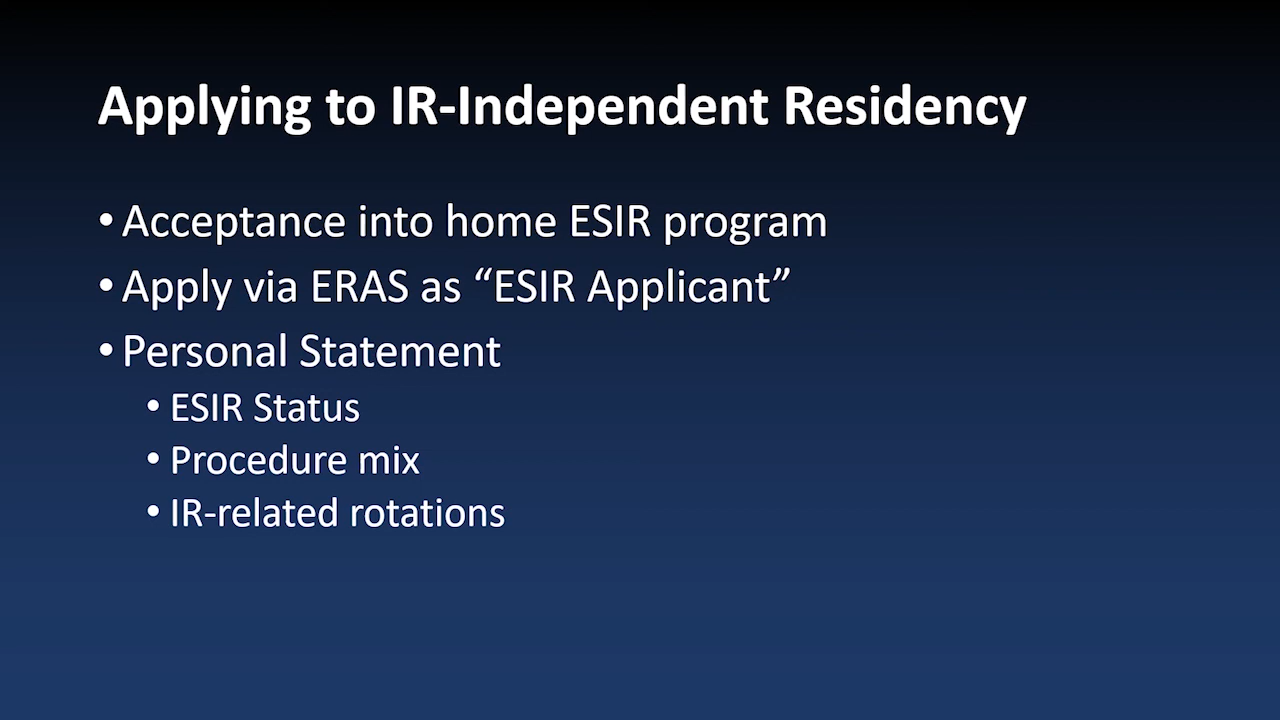 Applying to IR-Independent Residency
• Acceptance into home ESIR program
• Apply via ERAS as “ESIR Applicant”
• Personal Statement
• ESIR Status
• Procedure mix
• IR-related rotations